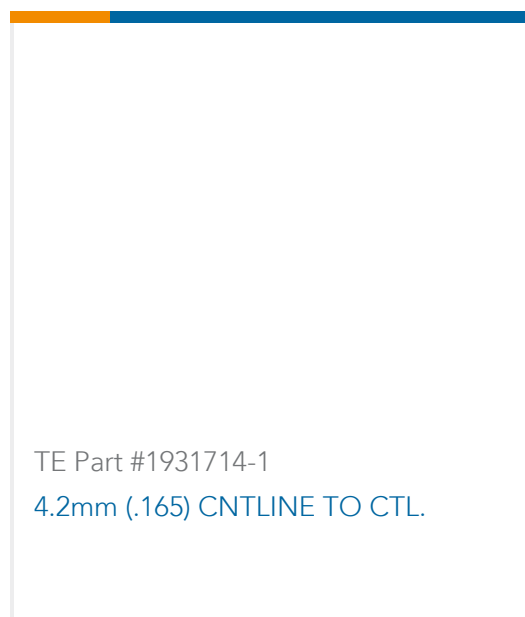 TE Part #1931714-1
4.2mm (.165) CNTLINE TO CTL.